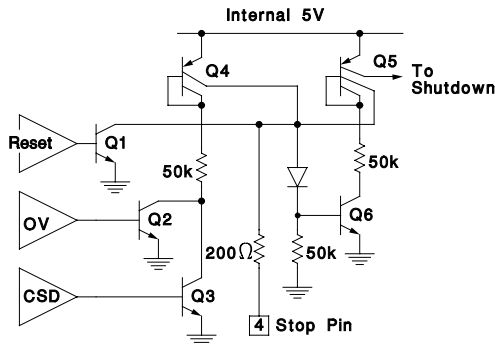 Internal 5V
Q4
Q5
To
Shutdown
Reset
Q1
50k
50k
OV
Q2
Q6
200Ω
50k
CSD
Q3
4 Stop Pin